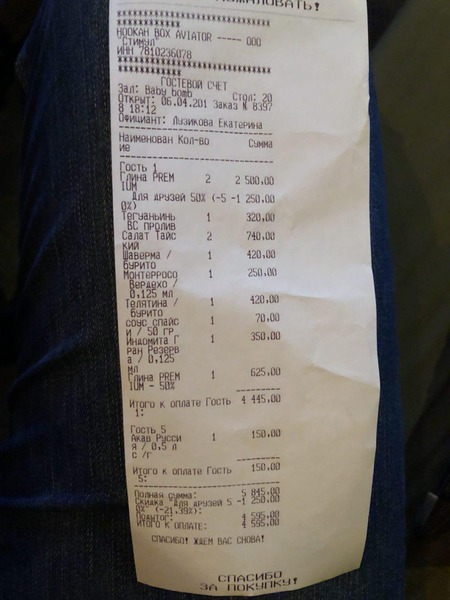 ПОЖАЛОВАТЬ!
************************
**********
HOOKAH BOX AVIATOR ----- ООО
"СТИМУЛ"
ИНН 7810236078
************************
**********
ГОСТЕВОЙ СЧЕТ
Зал: Baby bomb Стол: 20
Открыт: 06.04.201 Заказ N 8397
8 18:12
Официант: Лузикова Екатерина
Наименован Кол-во Сумма
ие
Гость 1
Глина PREM 2 2 500,00
IUM
Для друзей 50% (-5 -1 250,00
0%)
Тегуаньинь 1 320,00
ВС пролив
Салат Тайс 2 740,00
кий
Шаверма / 1 420,00
бурито
Монтерросо 1 250,00
Вердехо /
0,125 мл
Телятина / 1 420,00
бурито
соус спайс 1 70,00
и / 50 гр
Индомита Г 1 350,00
ран Резерв
а / 0,125
мл
Глина PREM 1 625,00
IUM - 50%
Итого к оплате Гость 4 445,00
1:
Гость 5
Акав Русси 1 150,00
я / 0,5 л
с /г
Итого к оплате Гость 150,00
5:
Полная сумма: 5 845,00
Скидка "Для друзей 5 -1 250,00
0% (-21.39%):
Подытог: 4 595,00
ИТОГО К ОПЛАТЕ: 4 595,00
СПАСИБО! ЖДЕМ ВАС СНОВА!
СПАСИБО
ЗА ПОКУПКУ!